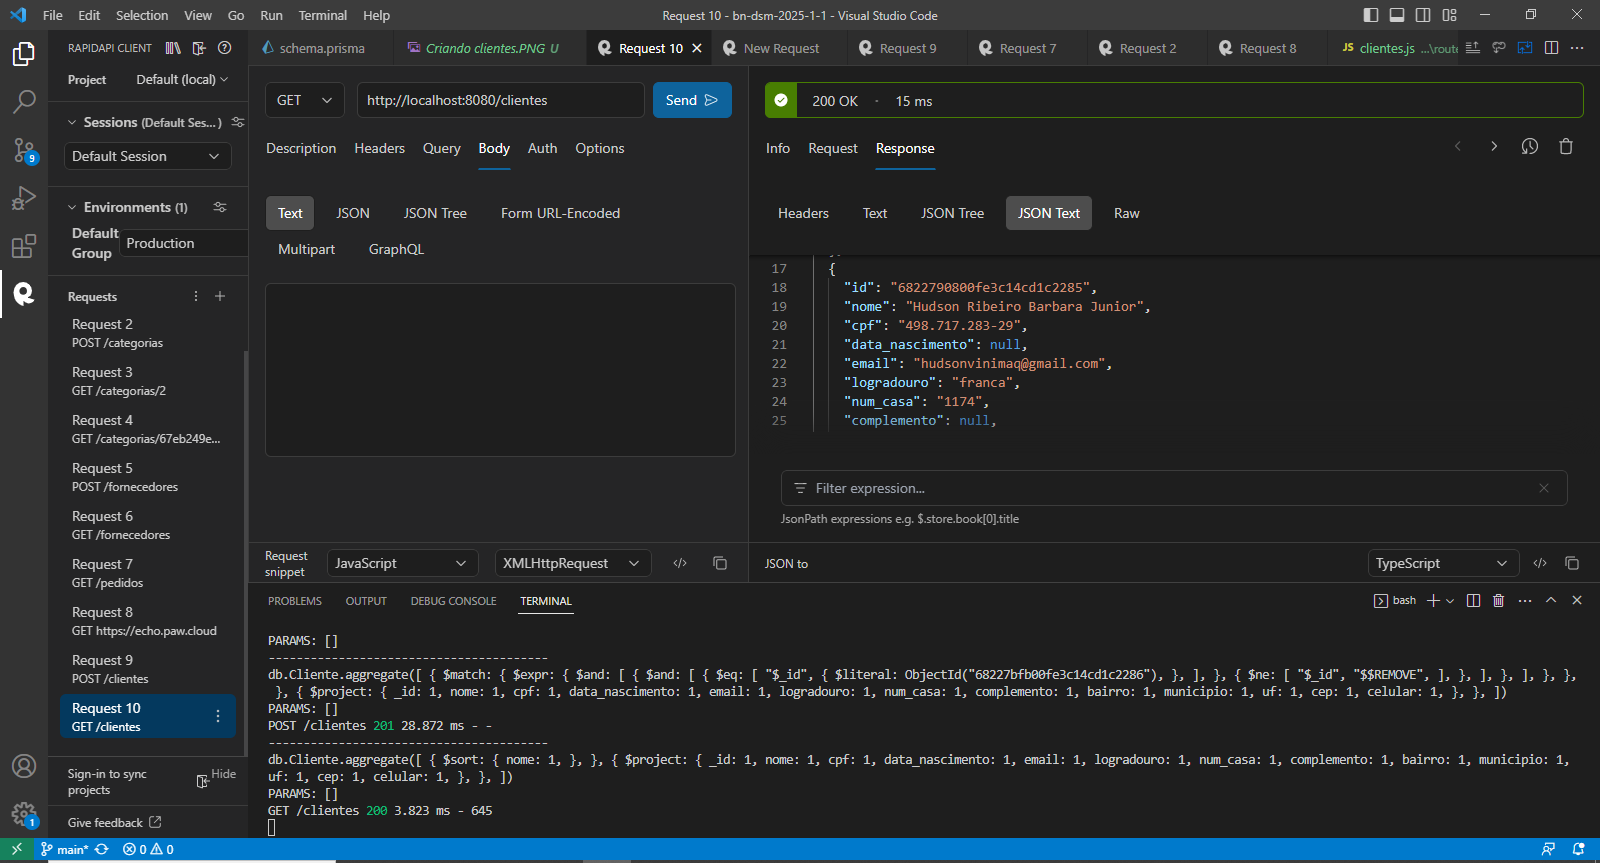 File Edit Selection View Go Run Terminal Help
Request 10 - bn-dsm-2025-1-1 - Visual Studio Code
RAPIDAPI CLIENT
schema.prisma
Criando clientes.PNG U
Request 10
New Request
Request 9
Request 7
Request 2
Request 8
JS clientes.js ...\rout
Project Default (local)
Sessions (Default Ses... )
Default Session
Environments (1)
Default Group
Production
Requests
Request 2
POST /categorias
Request 3
GET /categorias/2
Request 4
GET /categorias/67eb249e...
Request 5
POST /fornecedores
Request 6
GET /fornecedores
Request 7
GET /pedidos
Request 8
GET https://echo.paw.cloud
Request 9
POST /clientes
Request 10
GET /clientes
Sign-in to sync projects
Hide
Give feedback
9
1
GET http://localhost:8080/clientes Send
Description Headers Query Body Auth Options
Text JSON JSON Tree Form URL-Encoded
Multipart GraphQL
200 OK · 15 ms
Info Request Response
Headers Text JSON Tree JSON Text Raw
17 {
18 "id": "6822790800fe3c14cd1c2285",
19 "nome": "Hudson Ribeiro Barbara Junior",
20 "cpf": "498.717.283-29",
21 "data_nascimento": null,
22 "email": "hudsonvinimaq@gmail.com",
23 "logradouro": "franca",
24 "num_casa": "1174",
25 "complemento": null,
Filter expression...
JsonPath expressions e.g. $.store.book[0].title
Request snippet JavaScript XMLHttpRequest
JSON to TypeScript
PROBLEMS OUTPUT DEBUG CONSOLE TERMINAL
bash
PARAMS: []
----------------------------------------
db.Cliente.aggregate([ { $match: { $expr: { $and: [ { $and: [ { $eq: [ "$_id", { $literal: ObjectId("68227bfb00fe3c14cd1c2286"), }, ], }, { $ne: [ "$_id", "$$REMOVE", ], }, ], }, ], }, },
}, { $project: { _id: 1, nome: 1, cpf: 1, data_nascimento: 1, email: 1, logradouro: 1, num_casa: 1, complemento: 1, bairro: 1, municipio: 1, uf: 1, cep: 1, celular: 1, }, }, ])
PARAMS: []
POST /clientes 201 28.872 ms - -
----------------------------------------
db.Cliente.aggregate([ { $sort: { nome: 1, }, }, { $project: { _id: 1, nome: 1, cpf: 1, data_nascimento: 1, email: 1, logradouro: 1, num_casa: 1, complemento: 1, bairro: 1, municipio: 1,
uf: 1, cep: 1, celular: 1, }, }, ])
PARAMS: []
GET /clientes 200 3.823 ms - 645
main* 0 0